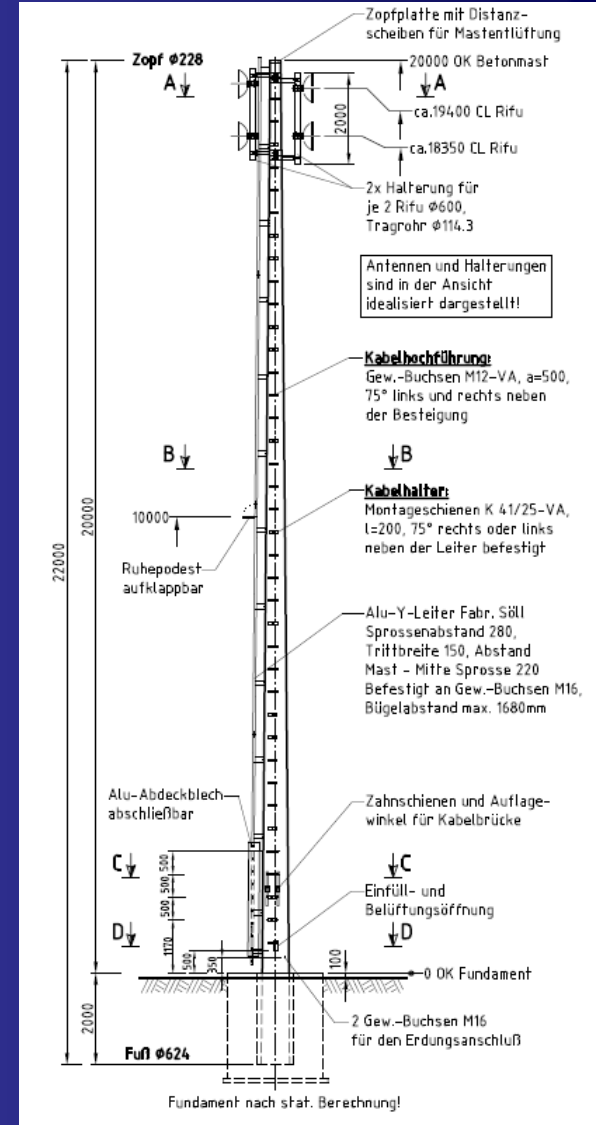 Zopfplatte mit Distanz-
scheiben für Mastentlüftung
Zopf ϕ228
20000 OK Betonmast
A
A
ca.19400 CL Rifu
2000
ca.18350 CL Rifu
2x Halterung für
je 2 Rifu ϕ600,
Tragrohr ϕ114.3
Antennen und Halterungen
sind in der Ansicht
idealisiert dargestellt!
Kabelhochführung:
Gew.-Buchsen M12-VA, a=500,
75° links und rechts neben
der Besteigung
B
B
Kabelhalter:
Montageschienen K 41/25-VA,
l=200, 75° rechts oder links
neben der Leiter befestigt
10000
Ruhepodest
aufklappbar
22000
20000
Alu-Y-Leiter Fabr. Söll
Sprossenabstand 280,
Trittbreite 150, Abstand
Mast - Mitte Sprosse 220
Befestigt an Gew.-Buchsen M16,
Bügelabstand max. 1680mm
Alu-Abdeckblech
abschließbar
Zahnschienen und Auflage-
winkel für Kabelbrücke
C
C
500
500
500
1170
Einfüll- und
Belüftungsöffnung
D
D
500
350
100
0 OK Fundament
2000
2 Gew.-Buchsen M16
für den Erdungsanschluß
Fuß ϕ624
Fundament nach stat. Berechnung!